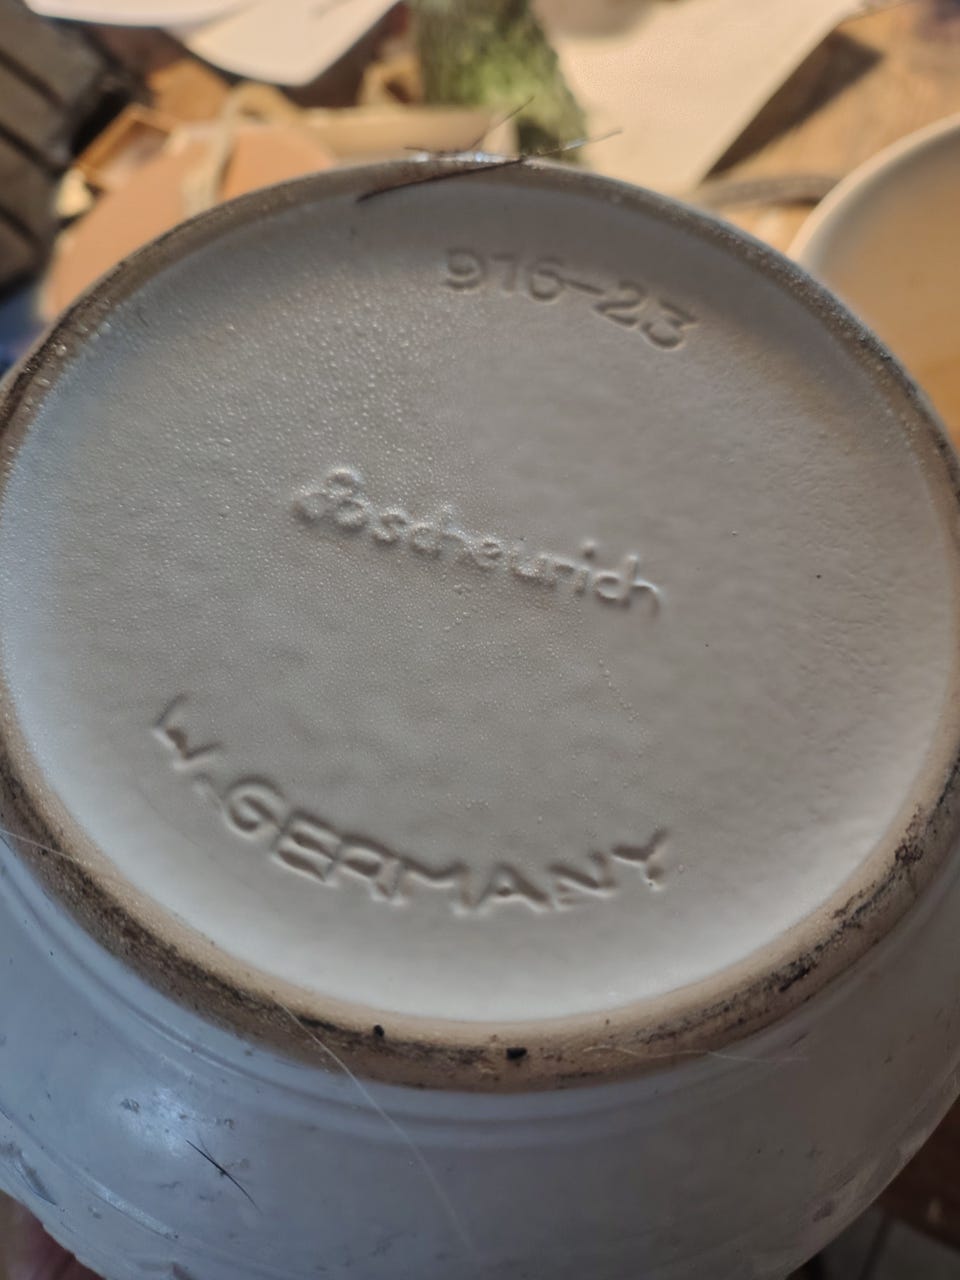 916-23
Scheurich
W. GERMANY